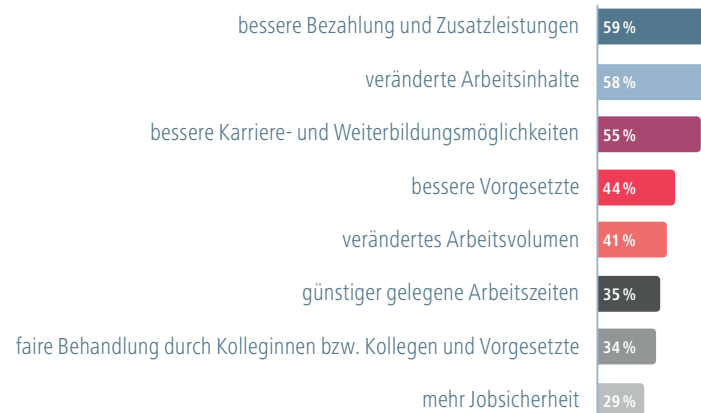 bessere Bezahlung und Zusatzleistungen 59 %
veränderte Arbeitsinhalte 58 %
bessere Karriere- und Weiterbildungsmöglichkeiten 55 %
bessere Vorgesetzte 44 %
verändertes Arbeitsvolumen 41 %
günstiger gelegene Arbeitszeiten 35 %
faire Behandlung durch Kolleginnen bzw. Kollegen und Vorgesetzte 34 %
mehr Jobsicherheit 29 %